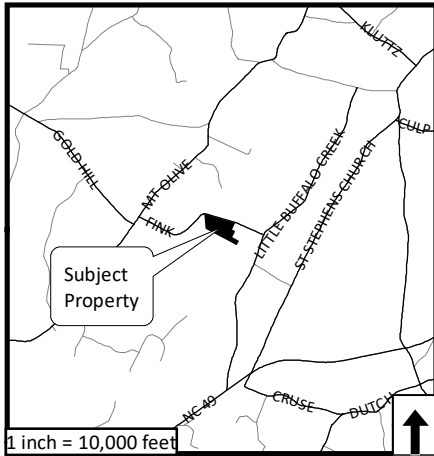 KLUTTZ
CULP
GOLD HILL
MT OLIVE
LITTLE BUFFALO CREEK
ST STEPHENS CHURCH
FINK
Subject
Property
NC 49
CRUSE
DUTCH
1 inch = 10,000 feet